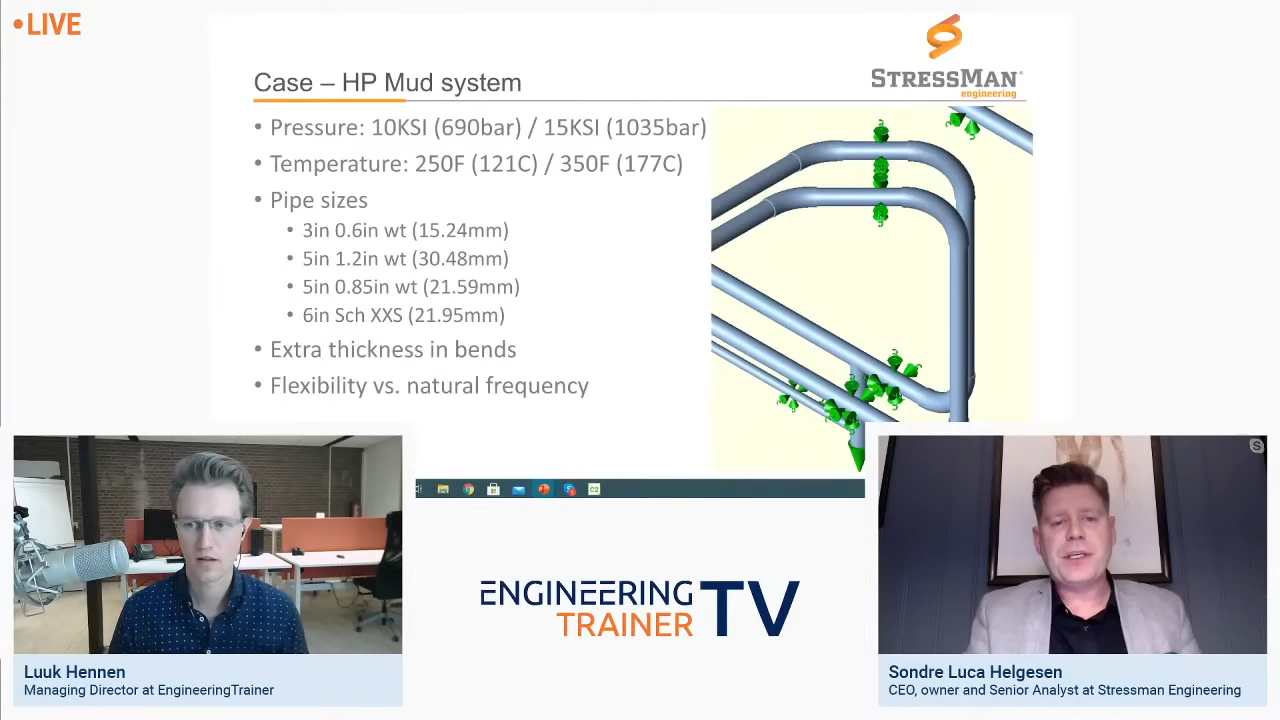 •LIVE
Case – HP Mud system
STRESSMAN®
engineering
• Pressure: 10KSI (690bar) / 15KSI (1035bar)
• Temperature: 250F (121C) / 350F (177C)
• Pipe sizes
• 3in 0.6in wt (15.24mm)
• 5in 1.2in wt (30.48mm)
• 5in 0.85in wt (21.59mm)
• 6in Sch XXS (21.95mm)
• Extra thickness in bends
• Flexibility vs. natural frequency
C2
ENGINEERING
TRAINER
TV
Luuk Hennen
Managing Director at EngineeringTrainer
S
Sondre Luca Helgesen
CEO, owner and Senior Analyst at Stressman Engineering